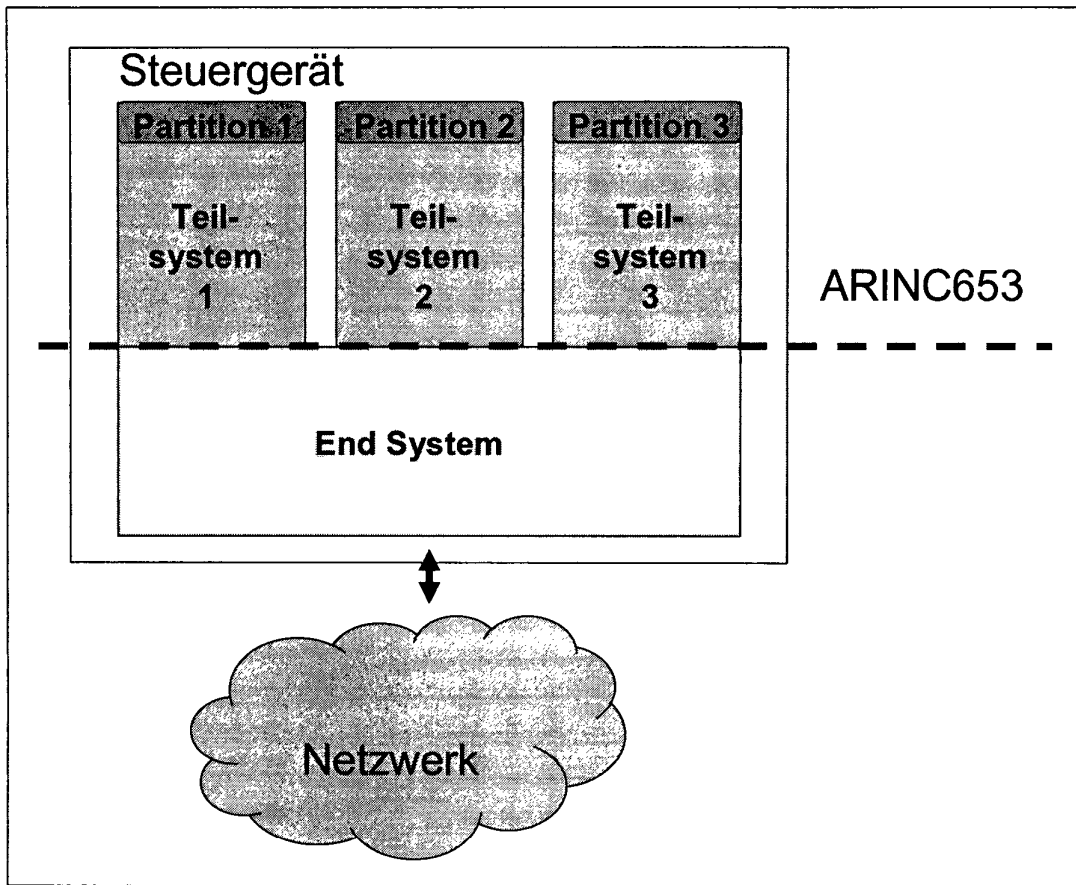 Steuergerät
Partition 1 Partition 2 Partition 3
Teil-
system
1
Teil-
system
2
Teil-
system
3
ARINC653
End System
Netzwerk